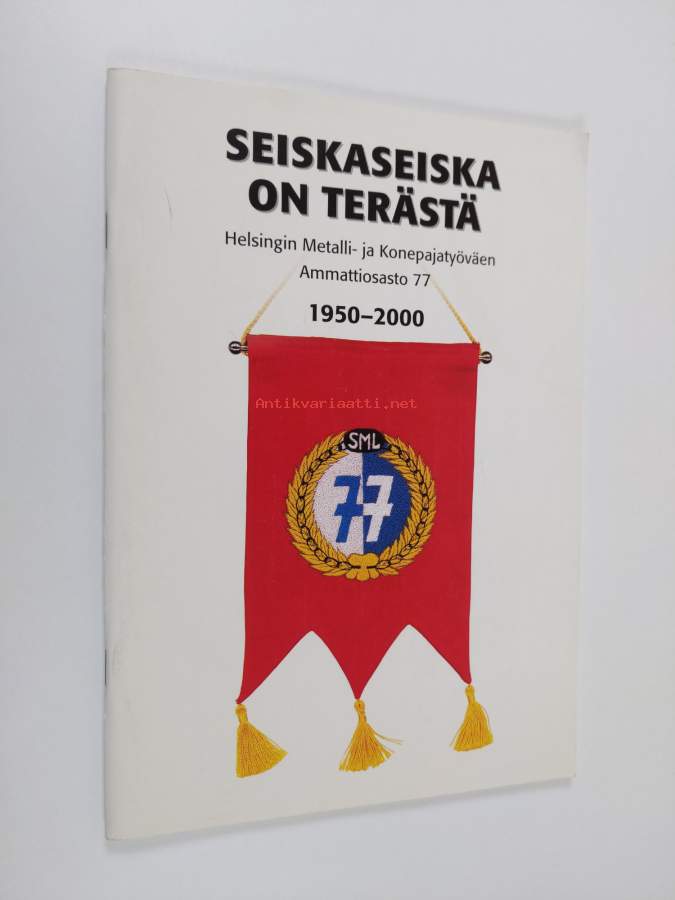 SEISKASEISKA
ON TERÄSTÄ
Helsingin Metalli- ja Konepajatyöväen
Ammattiosasto 77
1950–2000
Antikvariaatti.net
SML
77